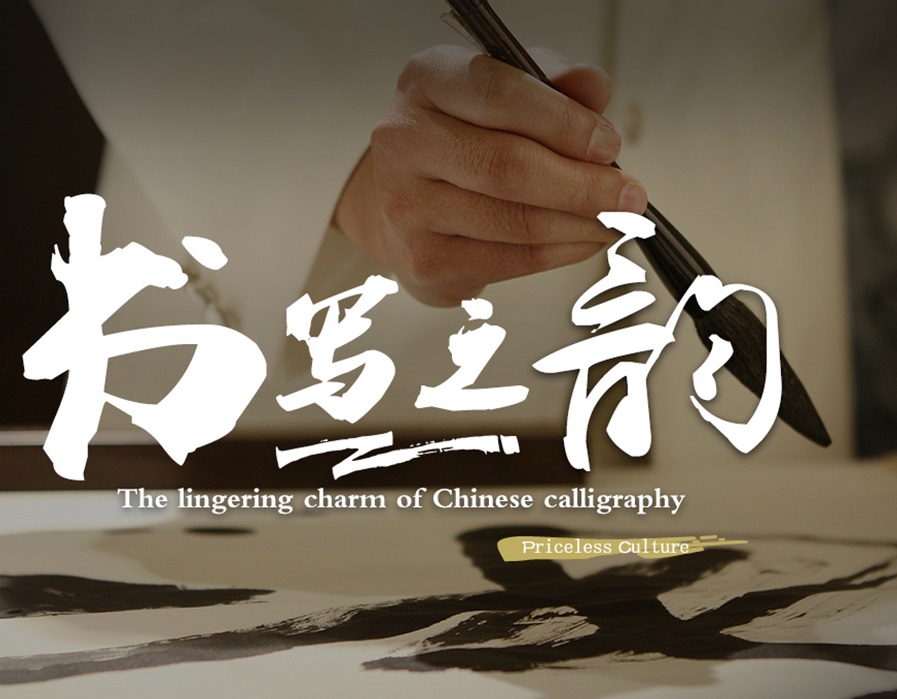 书写之韵
The lingering charm of Chinese calligraphy
Priceless Culture